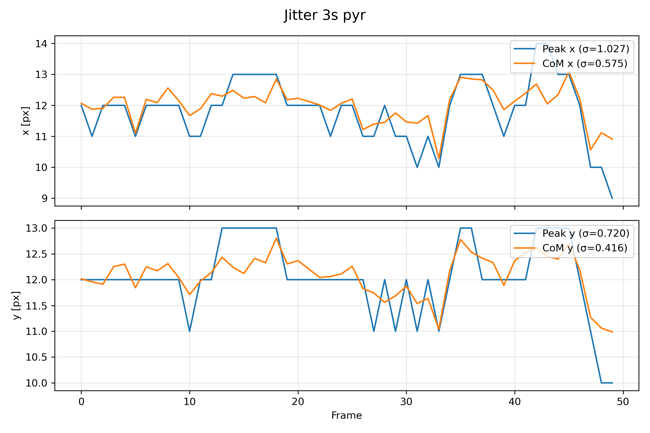 Jitter 3s pyr
14
13
12
11
10
9
x [px]
Peak x (σ=1.027)
CoM x (σ=0.575)
13.0
12.5
12.0
11.5
11.0
10.5
10.0
y [px]
Peak y (σ=0.720)
CoM y (σ=0.416)
0 10 20 30 40 50
Frame